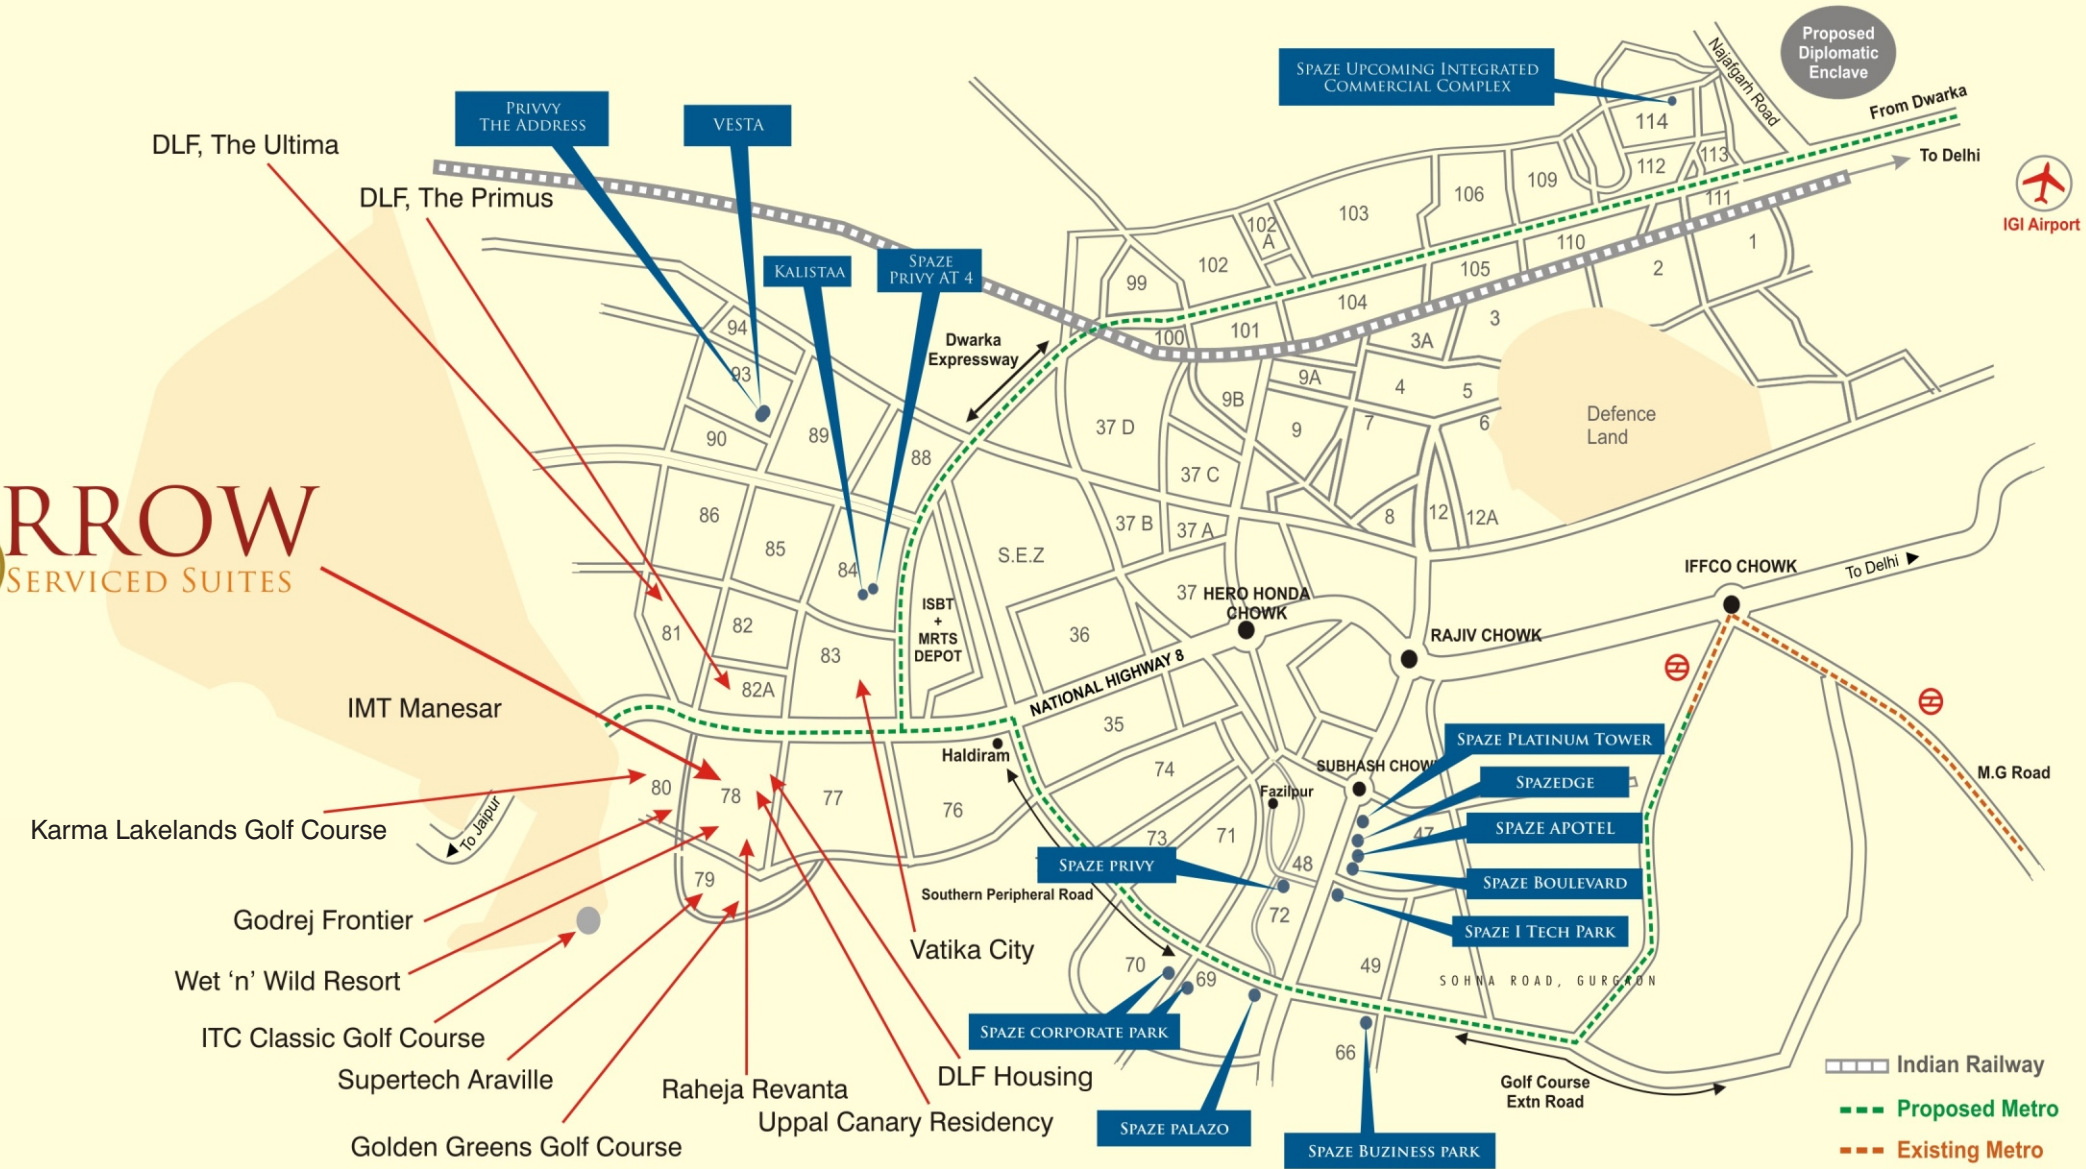 Proposed
Diplomatic
Enclave
Najafgarh Road
From Dwarka
To Delhi
IGI Airport
SPAZE UPCOMING INTEGRATED
COMMERCIAL COMPLEX
PRIVVY
THE ADDRESS
VESTA
DLF, The Ultima
DLF, The Primus
KALISTAA
SPAZE
PRIVY AT 4
114
112
113
111
109
106
103
102
A
102
99
110
105
104
101
100
1
2
3
3A
4
5
6
7
8
9
9A
9B
12
12A
Defence
Land
Dwarka
Expressway
94
93
90
89
88
86
85
84
37 D
37 C
37 B
37 A
37
S.E.Z
ISBT
+
MRTS
DEPOT
36
35
81
82
82A
83
RROW
SERVICED SUITES
HERO HONDA
CHOWK
RAJIV CHOWK
IFFCO CHOWK
To Delhi
NATIONAL HIGHWAY 8
IMT Manesar
Haldiram
SUBHASH CHOW
Fazilpur
M.G Road
SPAZE PLATINUM TOWER
SPAZEDGE
SPAZE APOTEL
SPAZE BOULEVARD
SPAZE I TECH PARK
SPAZE PRIVY
80
78
77
76
79
74
73
71
48
47
72
70
69
49
66
Southern Peripheral Road
SOHNA ROAD, GURGAON
Karma Lakelands Golf Course
To Jaipur
Godrej Frontier
Wet ‘n’ Wild Resort
ITC Classic Golf Course
Supertech Araville
Golden Greens Golf Course
Raheja Revanta
Uppal Canary Residency
DLF Housing
Vatika City
SPAZE CORPORATE PARK
SPAZE PALAZO
SPAZE BUZINESS PARK
Golf Course
Extn Road
Indian Railway
Proposed Metro
Existing Metro